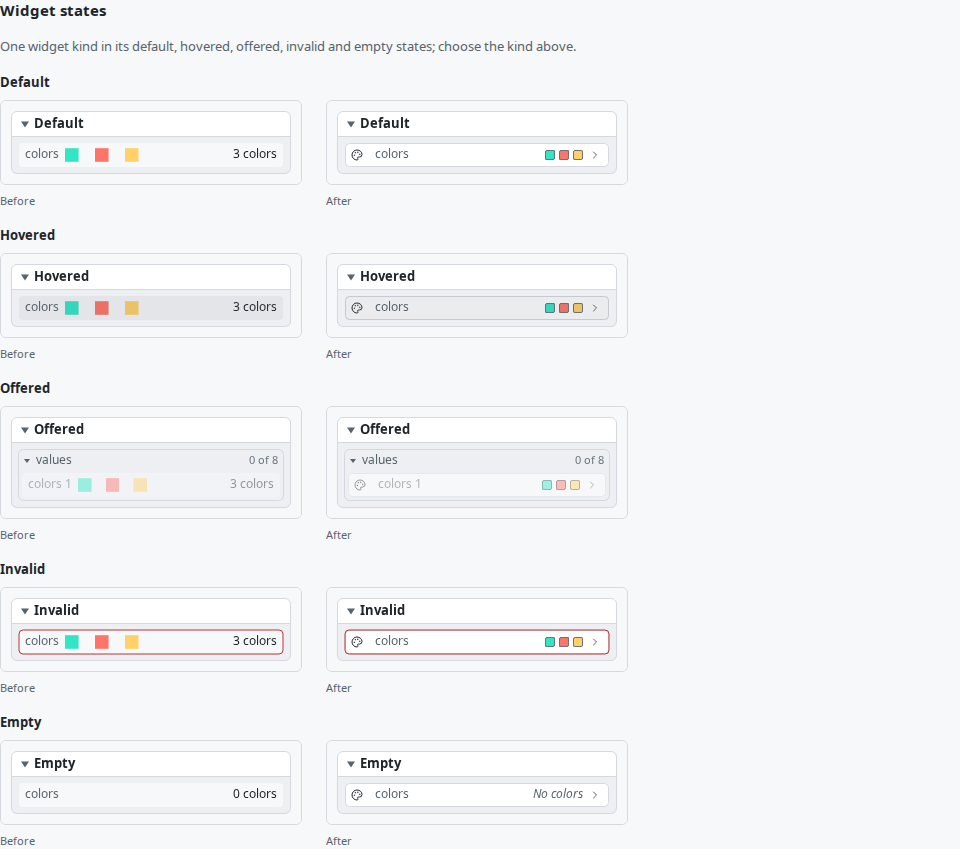 Widget states
One widget kind in its default, hovered, offered, invalid and empty states; choose the kind above.
Default
Default
colors 3 colors
Before
Default
colors
After
Hovered
Hovered
colors 3 colors
Before
Hovered
colors
After
Offered
Offered
values 0 of 8
colors 1 3 colors
Before
Offered
values 0 of 8
colors 1
After
Invalid
Invalid
colors 3 colors
Before
Invalid
colors
After
Empty
Empty
colors 0 colors
Before
Empty
colors No colors
After